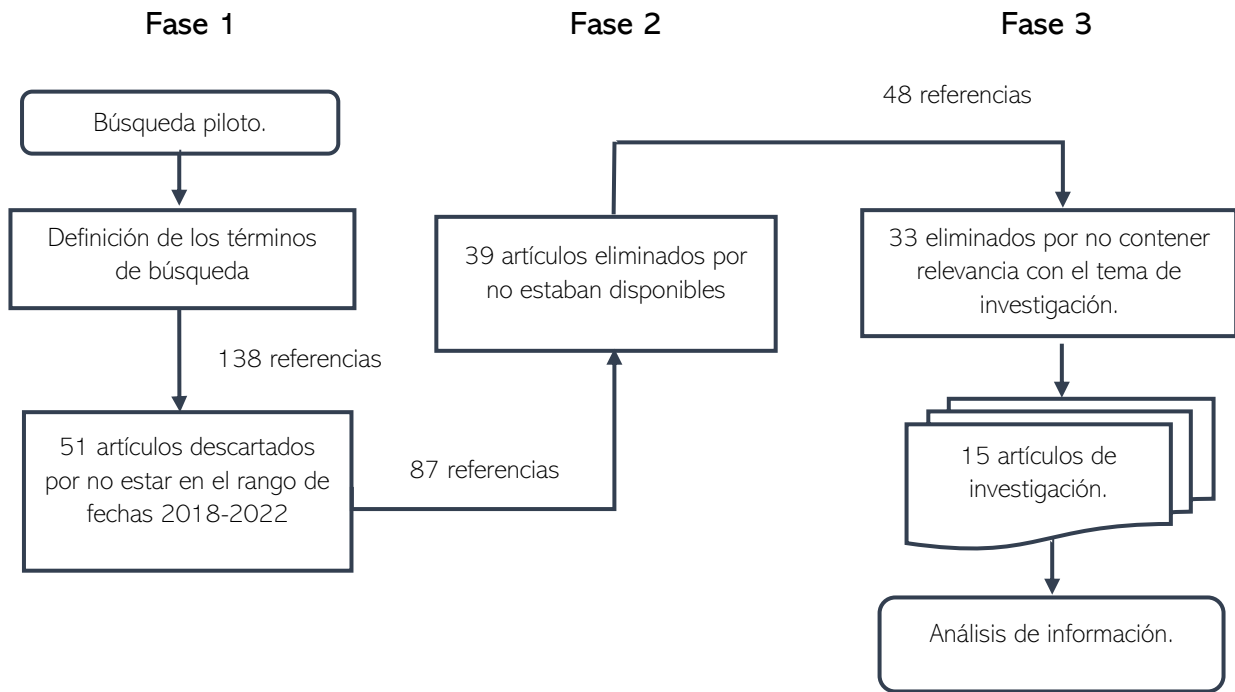 Fase 1
Fase 2
Fase 3
Búsqueda piloto.
Definición de los términos
de búsqueda
138 referencias
51 artículos descartados
por no estar en el rango de
fechas 2018-2022
87 referencias
39 artículos eliminados por
no estaban disponibles
48 referencias
33 eliminados por no contener
relevancia con el tema de
investigación.
15 artículos de
investigación.
Análisis de información.